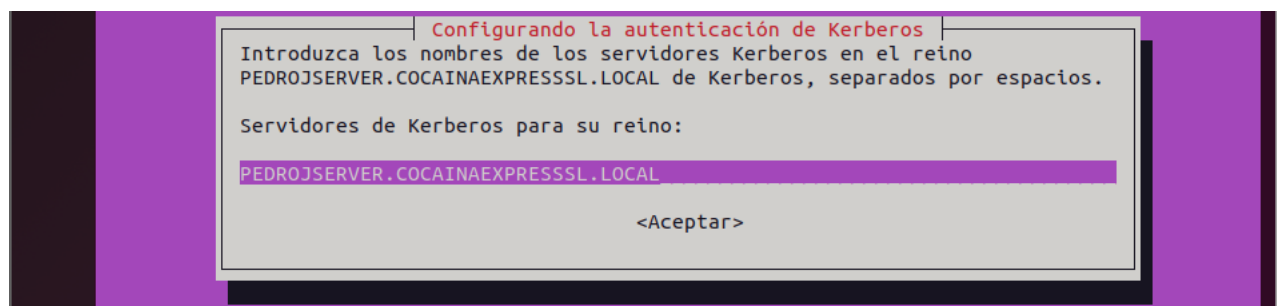 Configurando la autenticación de Kerberos
Introduzca los nombres de los servidores Kerberos en el reino
PEDROJSERVER.COCAINAEXPRESSSL.LOCAL de Kerberos, separados por espacios.
Servidores de Kerberos para su reino:
PEDROJSERVER.COCAINAEXPRESSSL.LOCAL
<Aceptar>